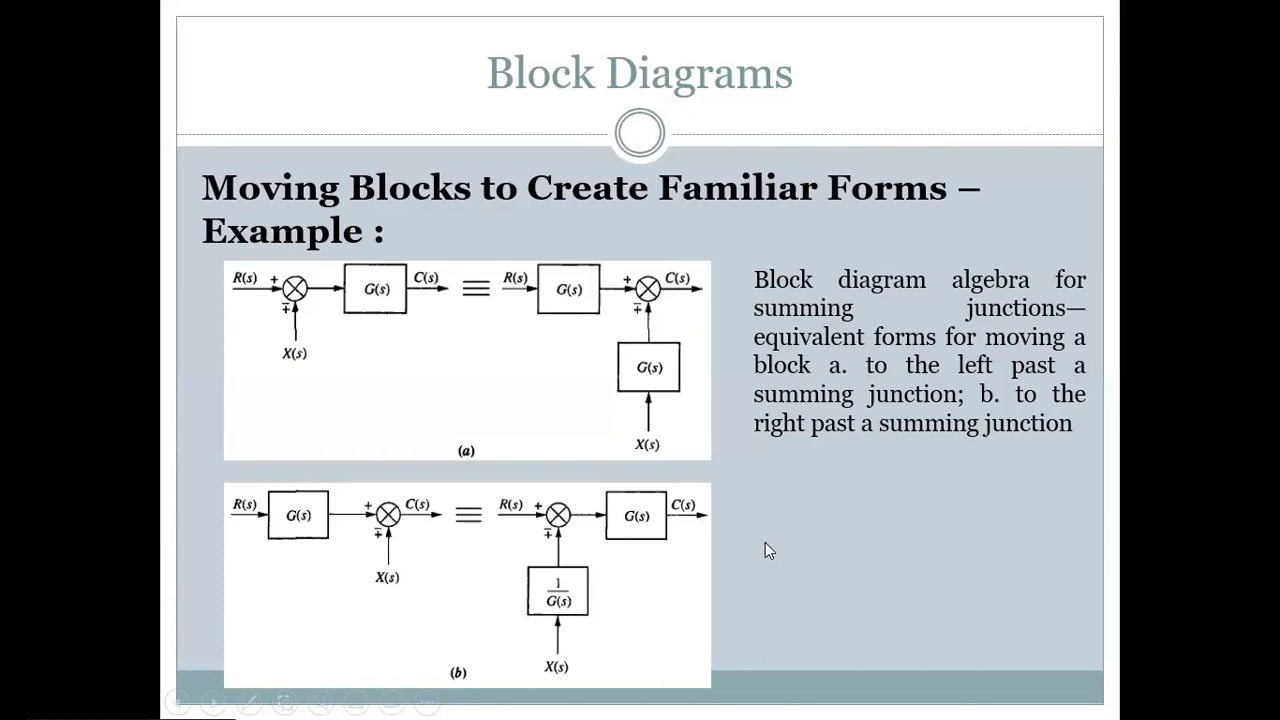 Block Diagrams
Moving Blocks to Create Familiar Forms –
Example :
R(s) + G(s) C(s) ≡ R(s) G(s) + C(s)
∓ ∓
X(s)
G(s)
X(s)
(a)
Block diagram algebra for
summing junctions—
equivalent forms for moving a
block a. to the left past a
summing junction; b. to the
right past a summing junction
R(s) G(s) + C(s) ≡ R(s) + G(s) C(s)
∓ ∓
X(s)
1
G(s)
X(s)
(b)